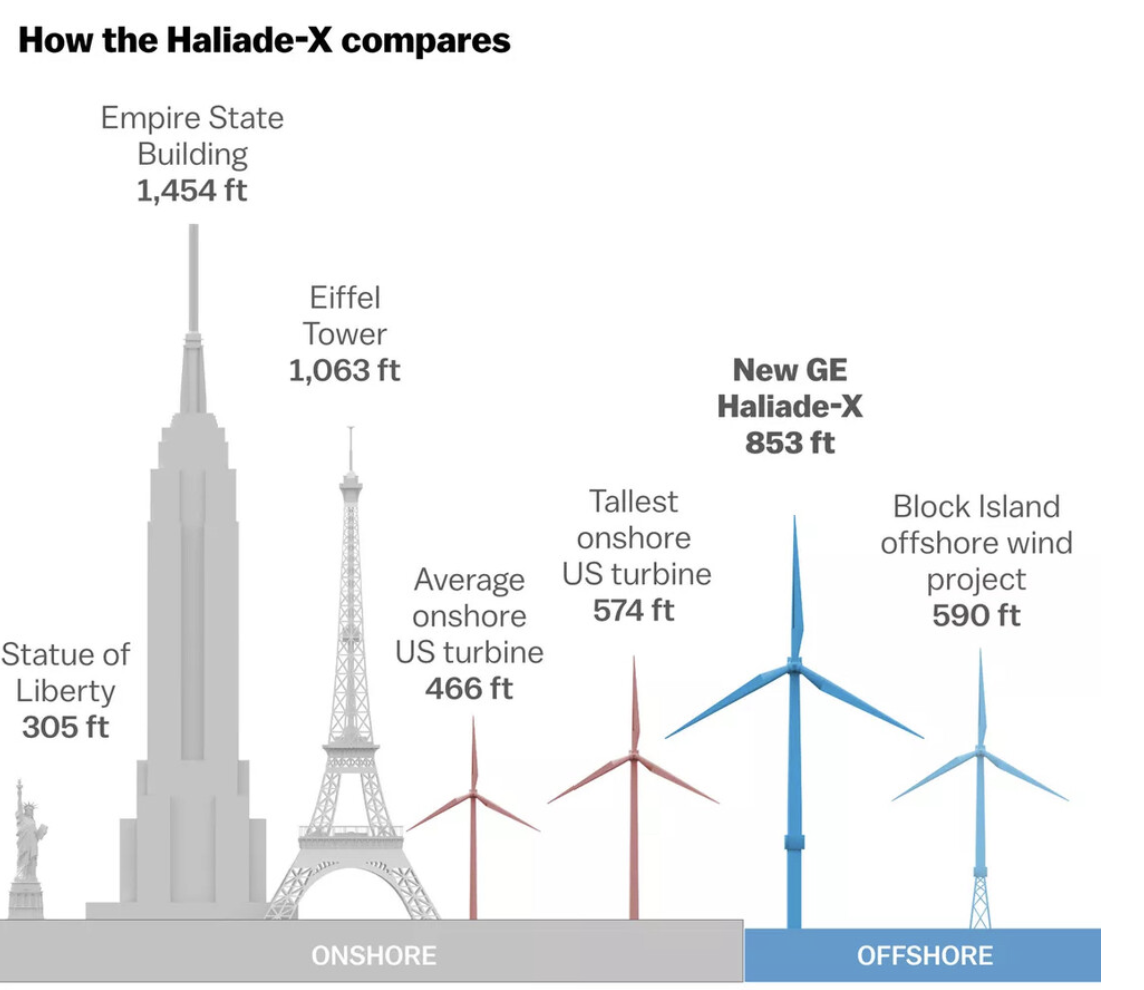 How the Haliade-X compares
Empire State
Building
1,454 ft
Eiffel
Tower
1,063 ft
New GE
Haliade-X
853 ft
Tallest
onshore
US turbine
574 ft
Block Island
offshore wind
project
590 ft
Average
onshore
US turbine
466 ft
Statue of
Liberty
305 ft
ONSHORE
OFFSHORE